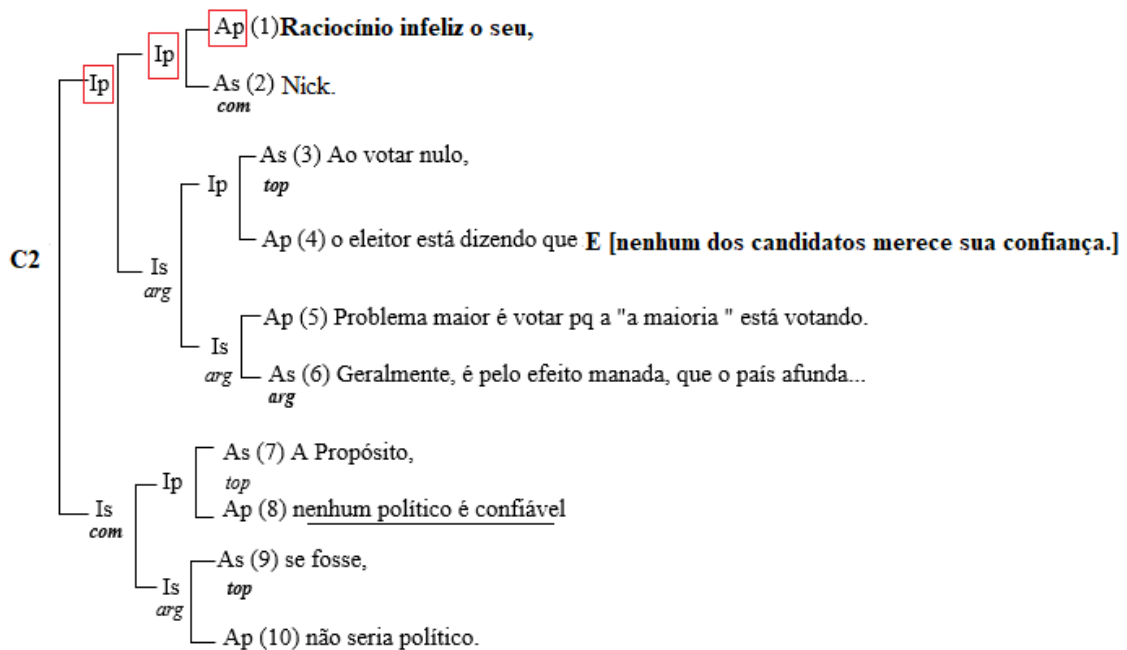 Ap (1) Raciocínio infeliz o seu,
Ip
Ip
As (2) Nick.
com
As (3) Ao votar nulo,
Ip top
Ap (4) o eleitor está dizendo que E [nenhum dos candidatos merece sua confiança.]
C2
Is
arg
Ap (5) Problema maior é votar pq a "a maioria " está votando.
Is
arg As (6) Geralmente, é pelo efeito manada, que o país afunda...
arg
As (7) A Propósito,
Ip top
Is Ap (8) nenhum político é confiável
com
As (9) se fosse,
Is top
arg
Ap (10) não seria político.